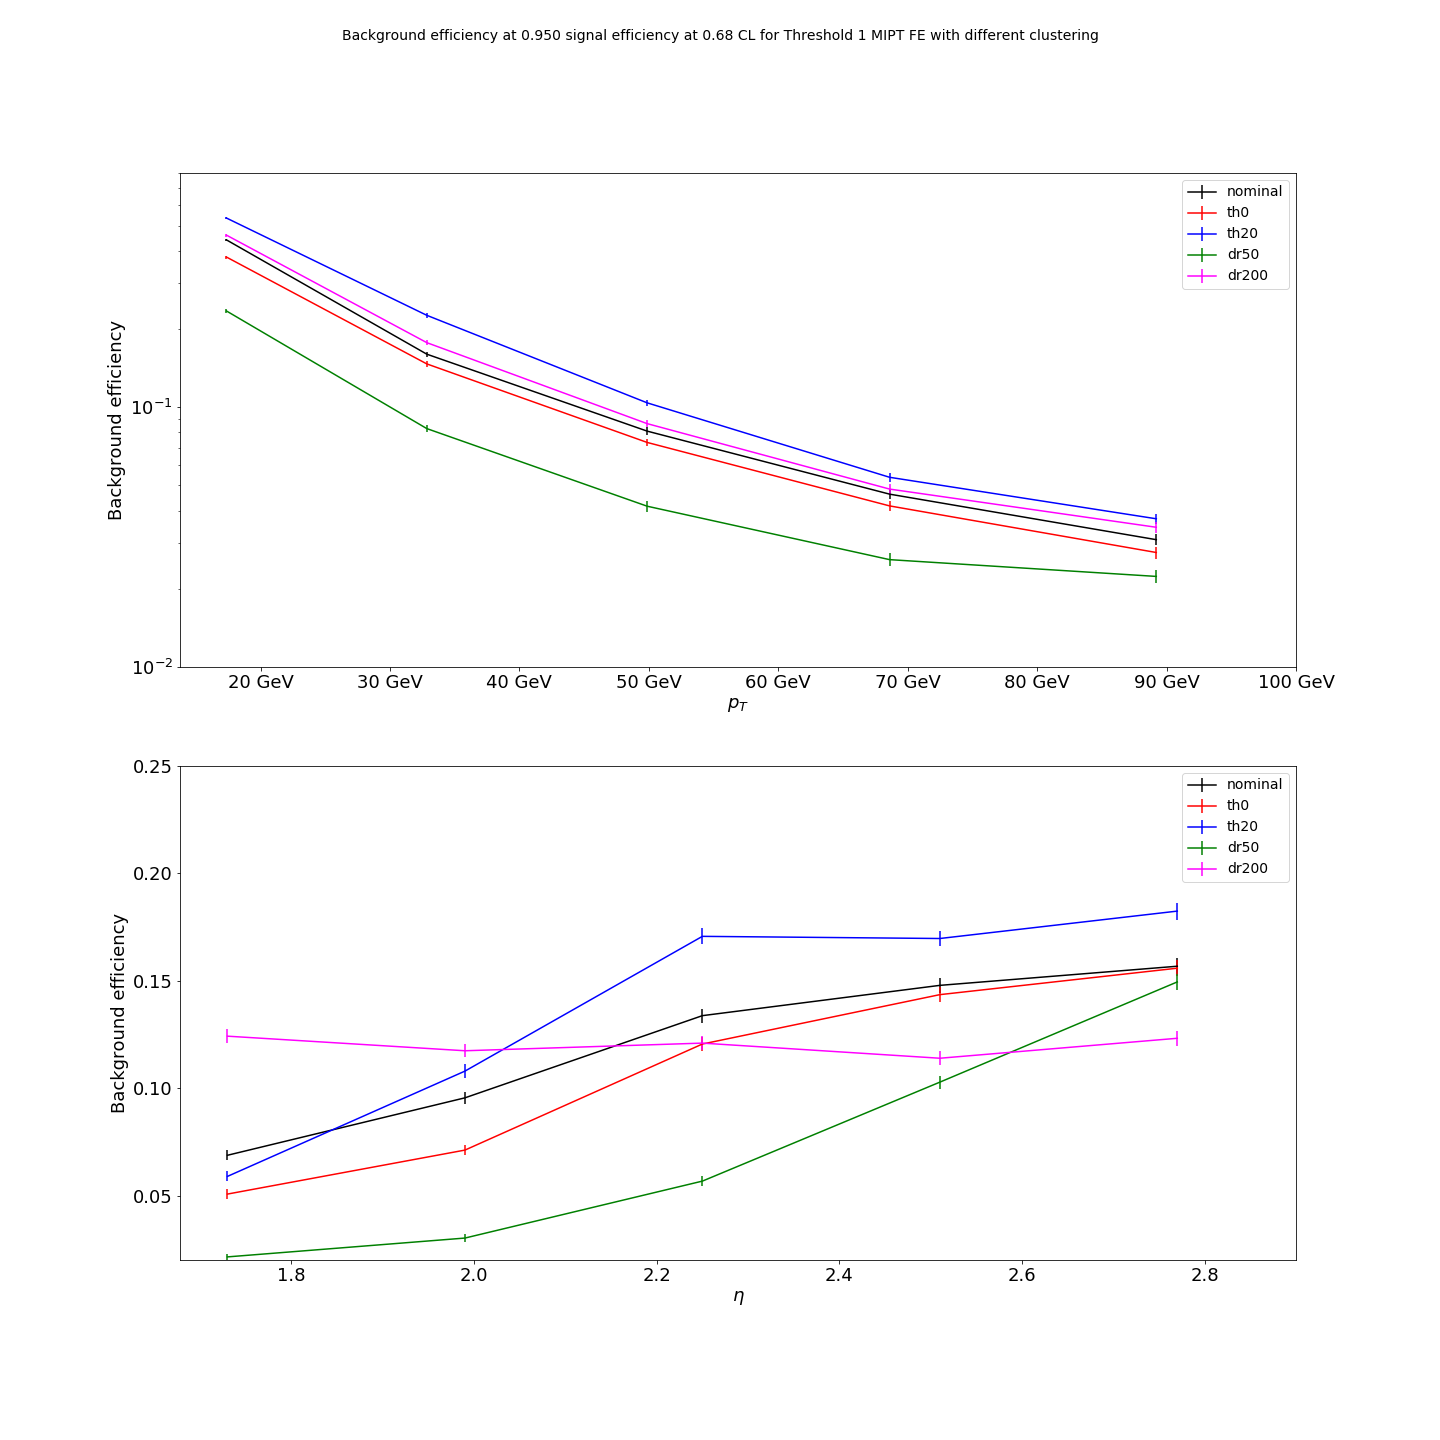 Background efficiency at 0.950 signal efficiency at 0.68 CL for Threshold 1 MIPT FE with different clustering
nominal
th0
th20
dr50
dr200
Background efficiency
10⁻¹
10⁻²
20 GeV 30 GeV 40 GeV 50 GeV 60 GeV 70 GeV 80 GeV 90 GeV 100 GeV
p_T
0.25
nominal
th0
th20
dr50
dr200
0.20
0.15
Background efficiency
0.10
0.05
1.8 2.0 2.2 2.4 2.6 2.8
η